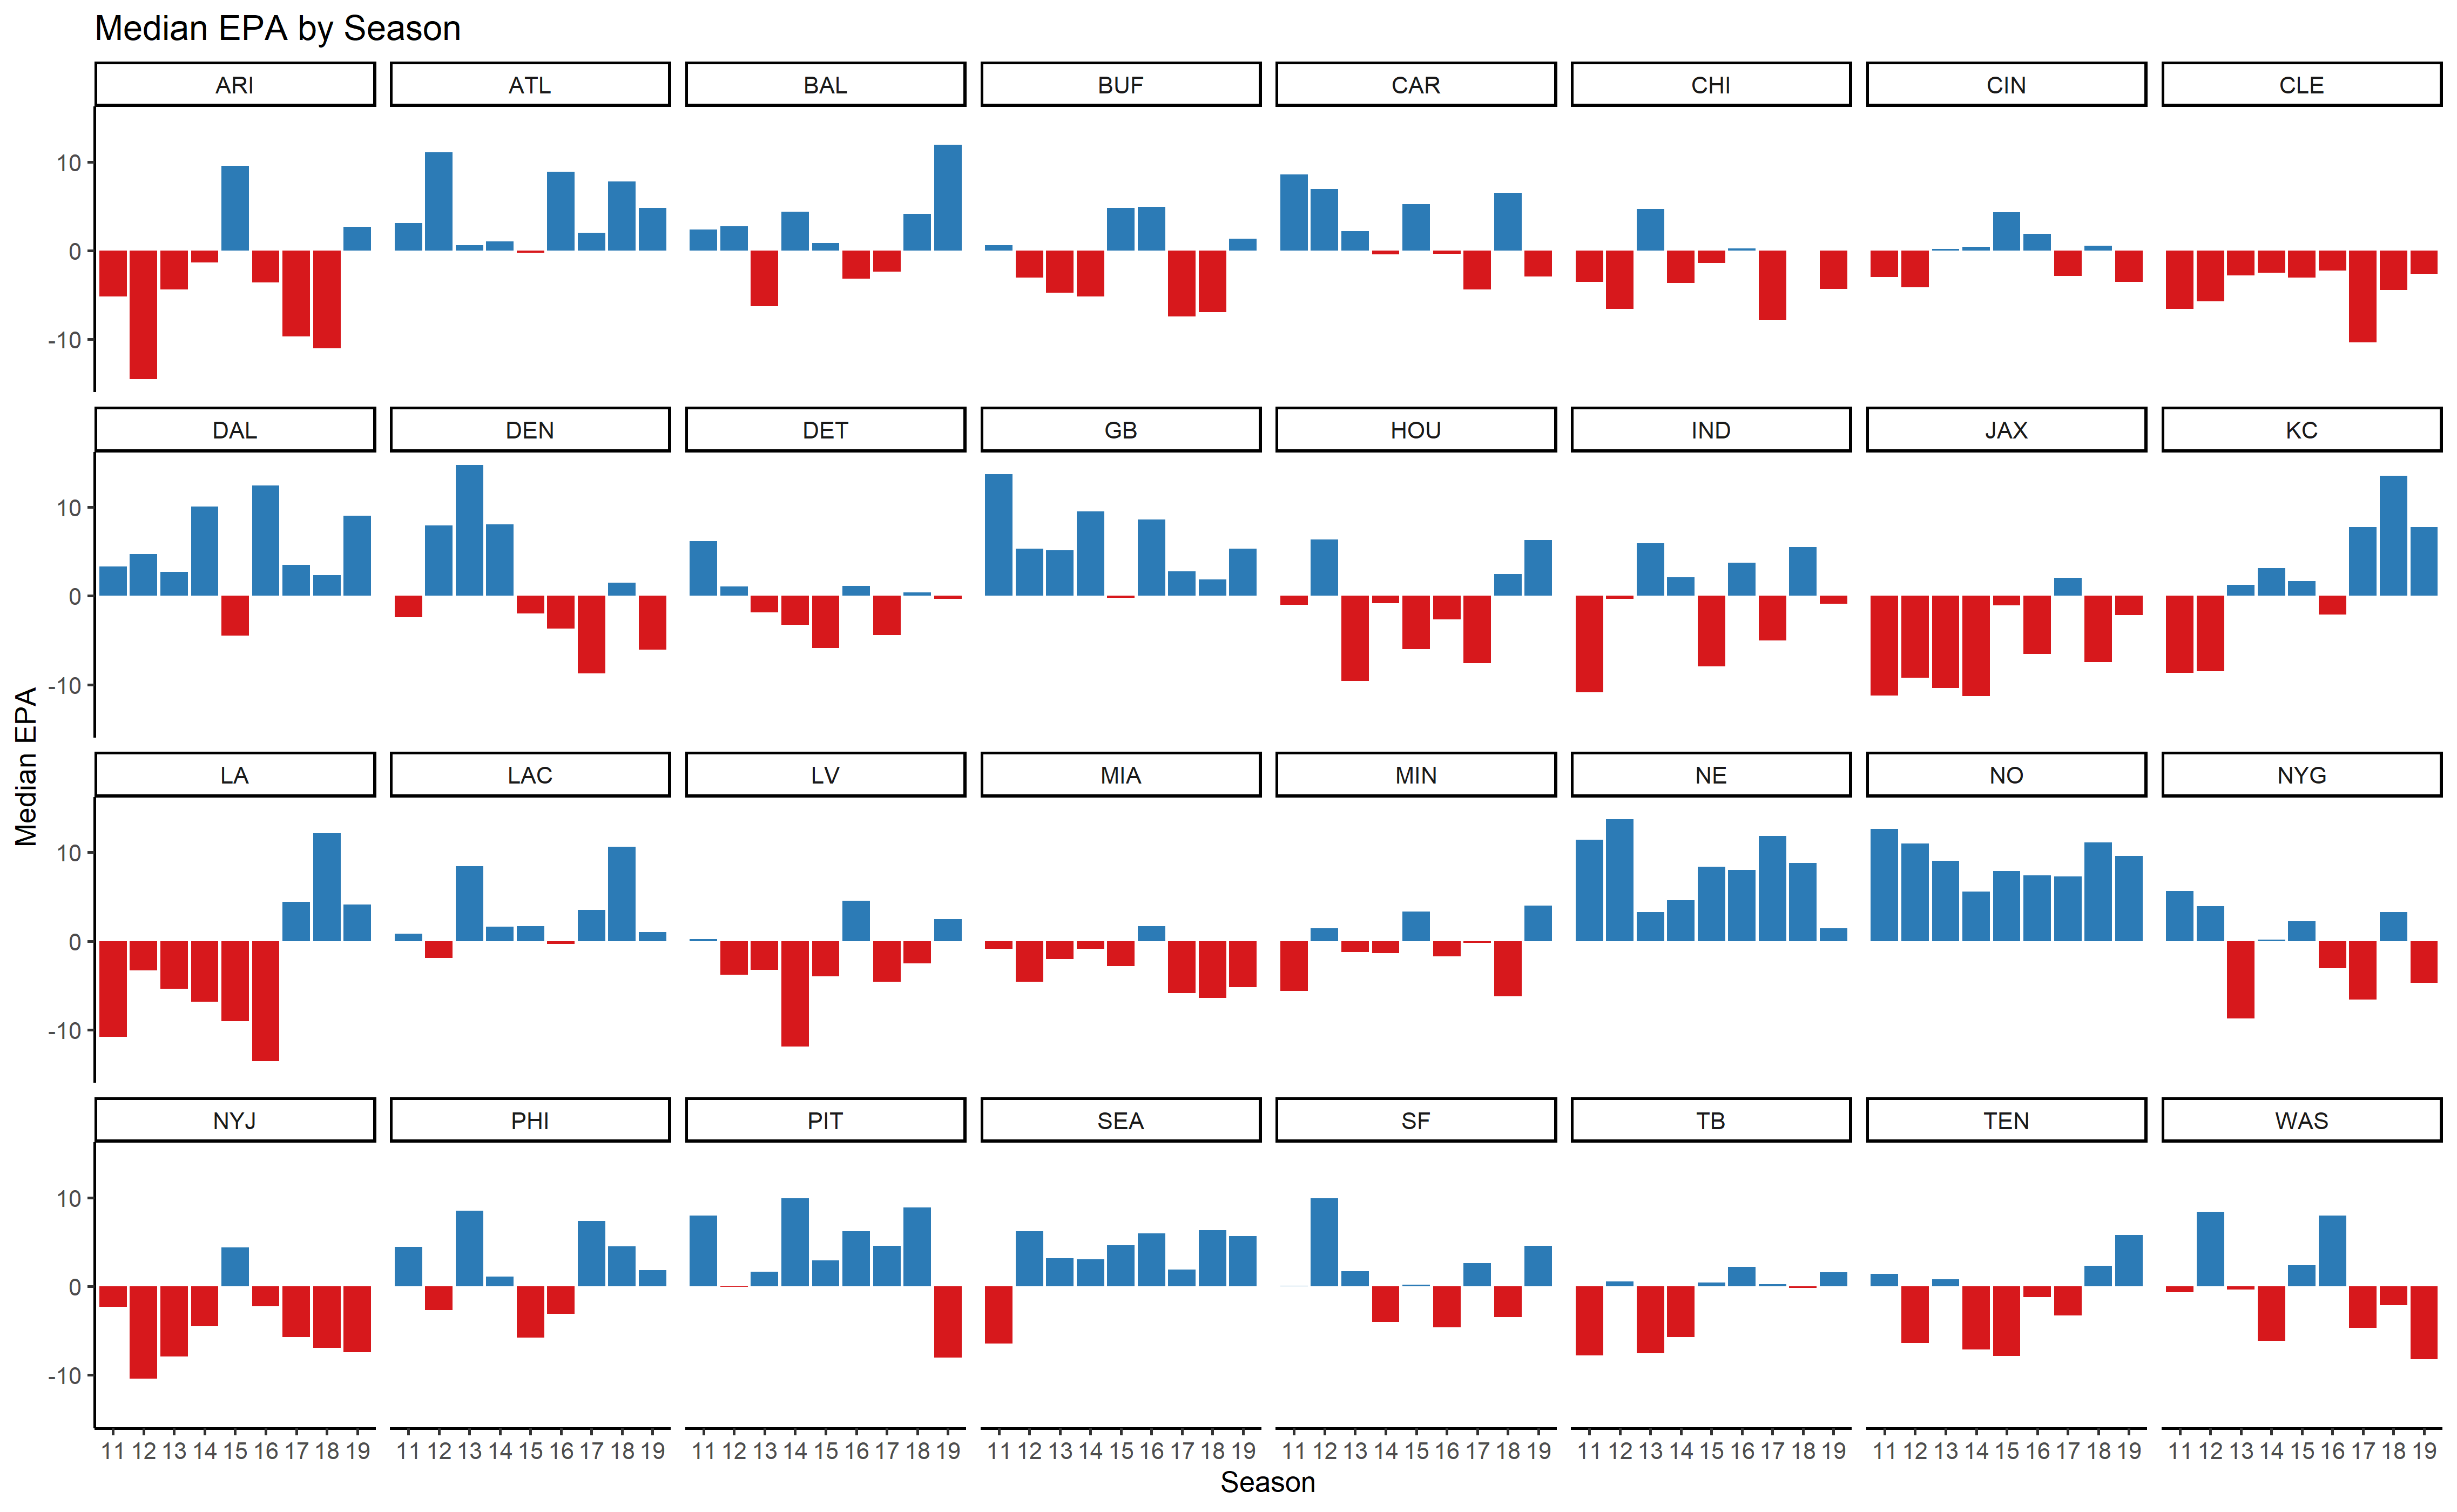 Median EPA by Season
ARI ATL BAL BUF CAR CHI CIN CLE
10
0
-10
DAL DEN DET GB HOU IND JAX KC
10
0
-10
LA LAC LV MIA MIN NE NO NYG
10
0
-10
NYJ PHI PIT SEA SF TB TEN WAS
10
0
-10
11 12 13 14 15 16 17 18 19 11 12 13 14 15 16 17 18 19 11 12 13 14 15 16 17 18 19 11 12 13 14 15 16 17 18 19 11 12 13 14 15 16 17 18 19 11 12 13 14 15 16 17 18 19 11 12 13 14 15 16 17 18 19 11 12 13 14 15 16 17 18 19
Season
Median EPA